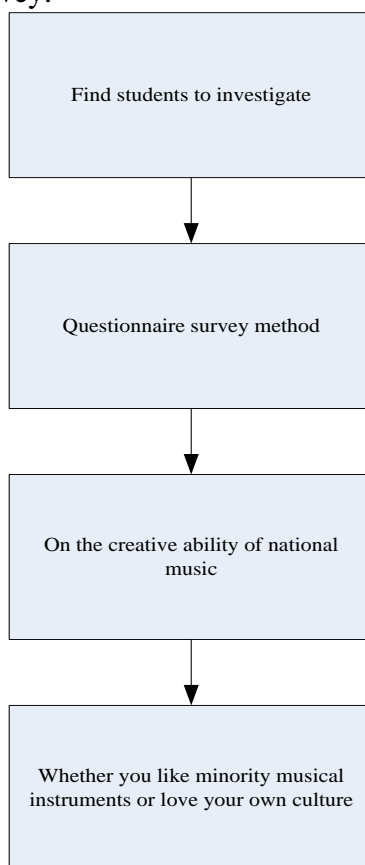 Find students to investigate
Questionnaire survey method
On the creative ability of national
music
Whether you like minority musical
instruments or love your own culture